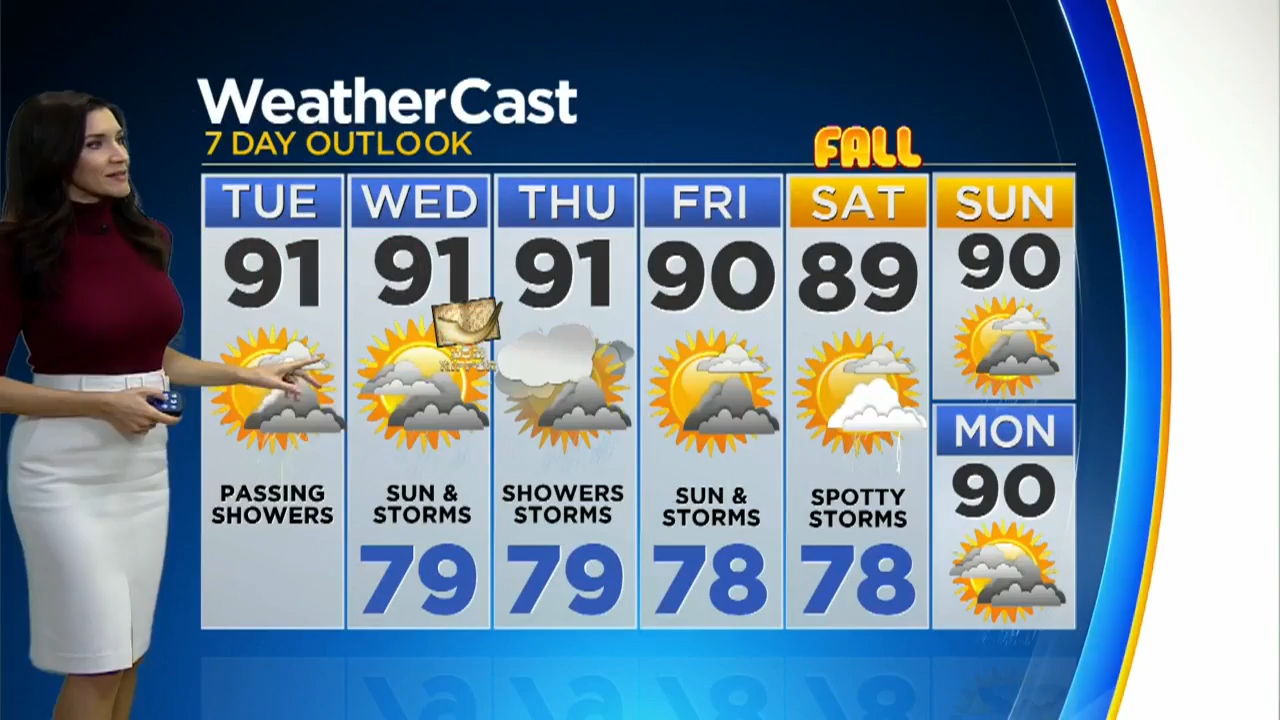 WeatherCast
7 DAY OUTLOOK
FALL
TUE
91
PASSING
SHOWERS
WED
91
SUN &
STORMS
79
THU
91
SHOWERS
STORMS
79
FRI
90
SUN &
STORMS
78
SAT
89
SPOTTY
STORMS
78
SUN
90
MON
90